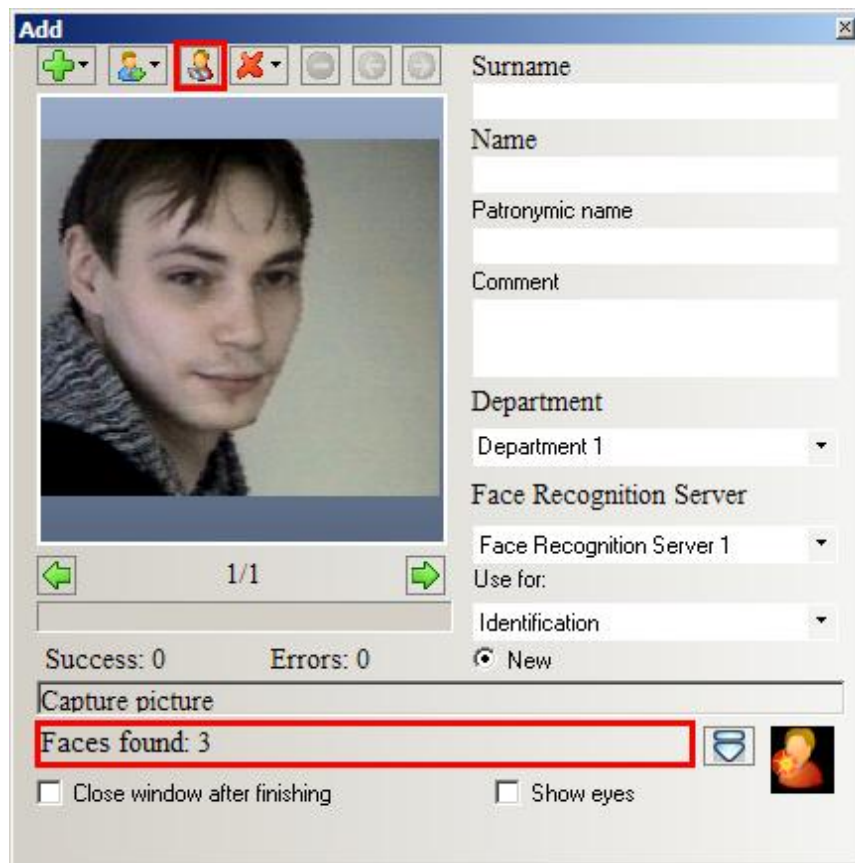 Add
Surname
Name
Patronymic name
Comment
Department
Department 1
Face Recognition Server
Face Recognition Server 1
1/1
Use for:
Identification
Success: 0 Errors: 0
New
Capture picture
Faces found: 3
Close window after finishing
Show eyes